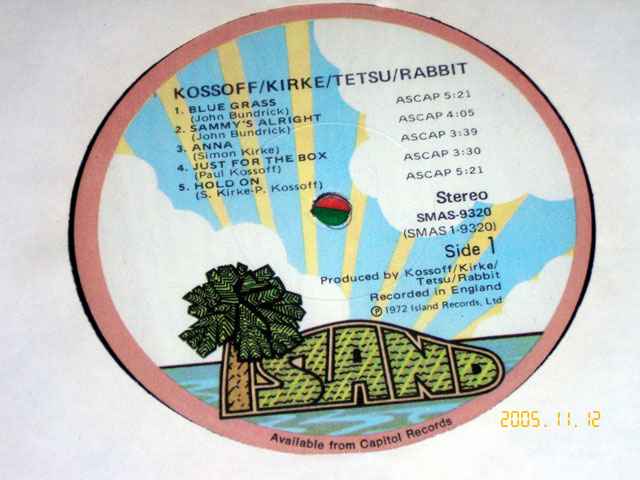 KOSSOFF/KIRKE/TETSU/RABBIT
1. BLUE GRASS ASCAP 5:21
(John Bundrick)
2. SAMMY'S ALRIGHT ASCAP 4:05
(John Bundrick)
3. ANNA ASCAP 3:39
(Simon Kirke)
4. JUST FOR THE BOX ASCAP 3:30
(Paul Kossoff)
5. HOLD ON ASCAP 5:21
(S. Kirke-P. Kossoff)
Stereo
SMAS-9320
(SMAS 1-9320)
Side 1
Produced by Kossoff/Kirke/
Tetsu/Rabbit
Recorded in England
Ⓟ1972 Island Records, Ltd.
ISLAND
Available from Capitol Records
2005.11.12